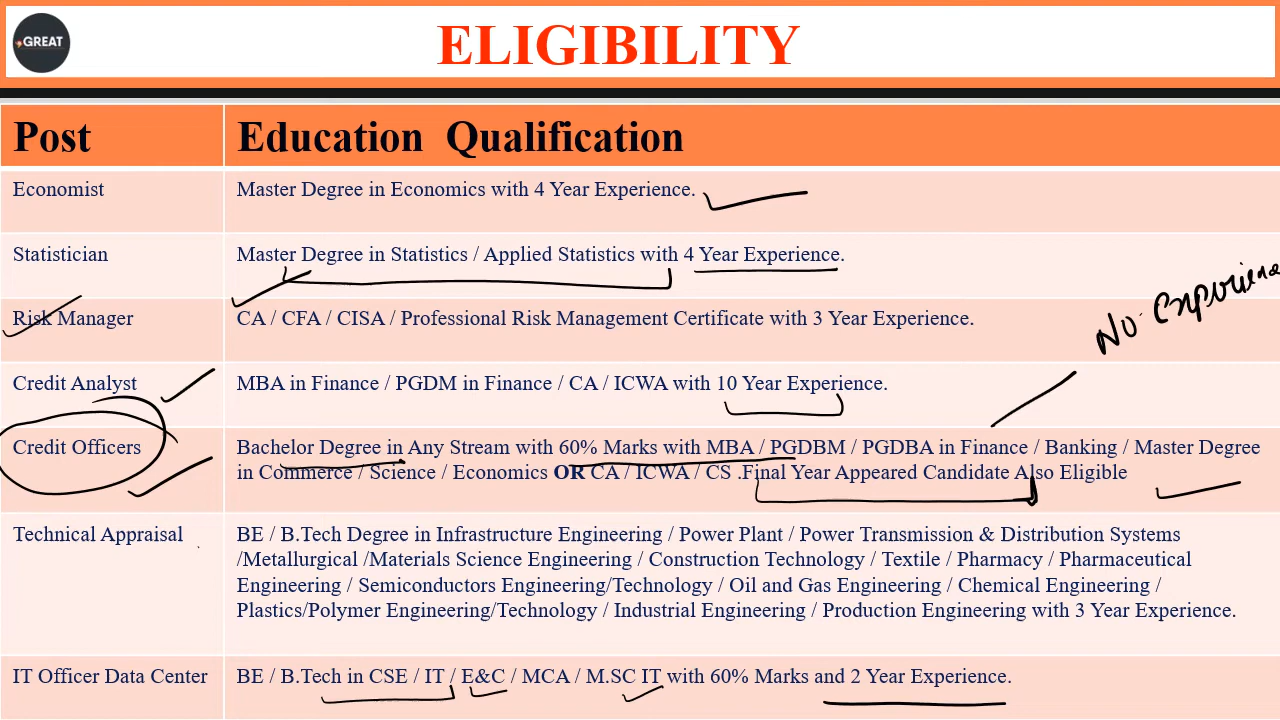 GREAT
ELIGIBILITY
Post Education Qualification
Economist Master Degree in Economics with 4 Year Experience.
Statistician Master Degree in Statistics / Applied Statistics with 4 Year Experience.
Risk Manager CA / CFA / CISA / Professional Risk Management Certificate with 3 Year Experience.
No Experience
Credit Analyst MBA in Finance / PGDM in Finance / CA / ICWA with 10 Year Experience.
Credit Officers Bachelor Degree in Any Stream with 60% Marks with MBA / PGDBM / PGDBA in Finance / Banking / Master Degree
in Commerce / Science / Economics OR CA / ICWA / CS .Final Year Appeared Candidate Also Eligible
Technical Appraisal BE / B.Tech Degree in Infrastructure Engineering / Power Plant / Power Transmission & Distribution Systems
/Metallurgical /Materials Science Engineering / Construction Technology / Textile / Pharmacy / Pharmaceutical
Engineering / Semiconductors Engineering/Technology / Oil and Gas Engineering / Chemical Engineering /
Plastics/Polymer Engineering/Technology / Industrial Engineering / Production Engineering with 3 Year Experience.
IT Officer Data Center BE / B.Tech in CSE / IT / E&C / MCA / M.SC IT with 60% Marks and 2 Year Experience.